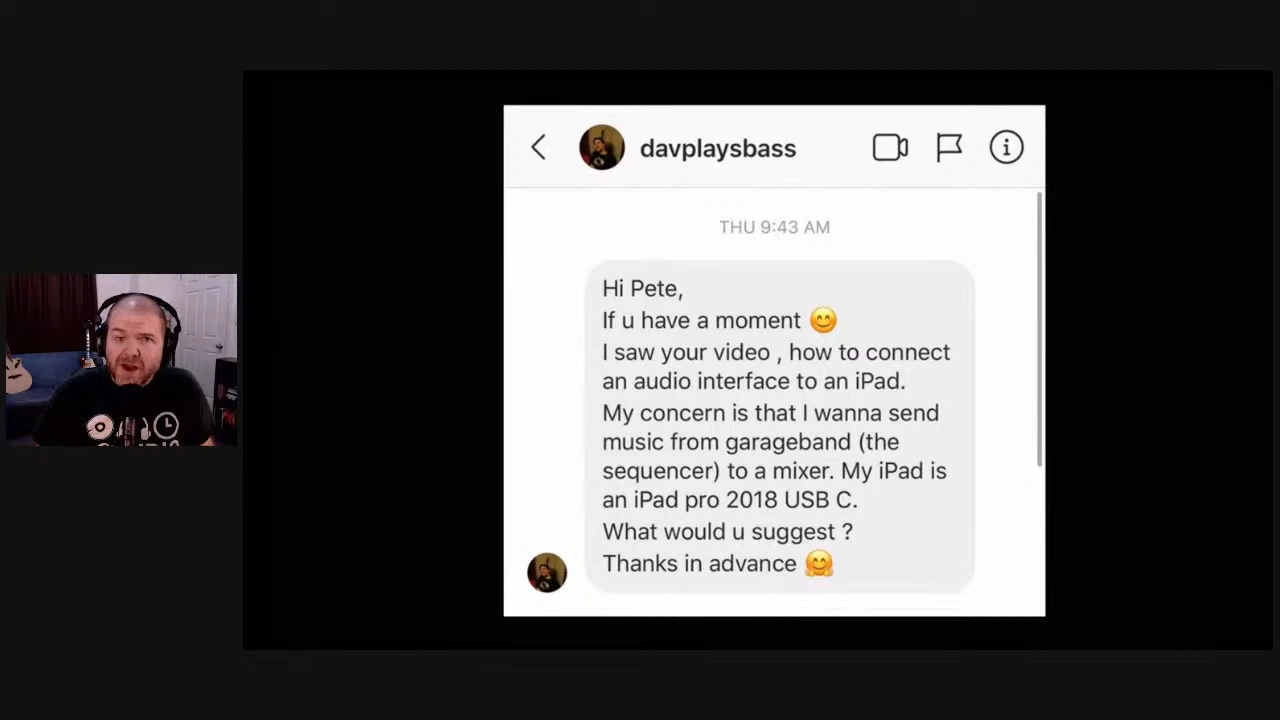 davplaysbass
THU 9:43 AM
Hi Pete,
If u have a moment 😊
I saw your video , how to connect
an audio interface to an iPad.
My concern is that I wanna send
music from garageband (the
sequencer) to a mixer. My iPad is
an iPad pro 2018 USB C.
What would u suggest ?
Thanks in advance 🤗